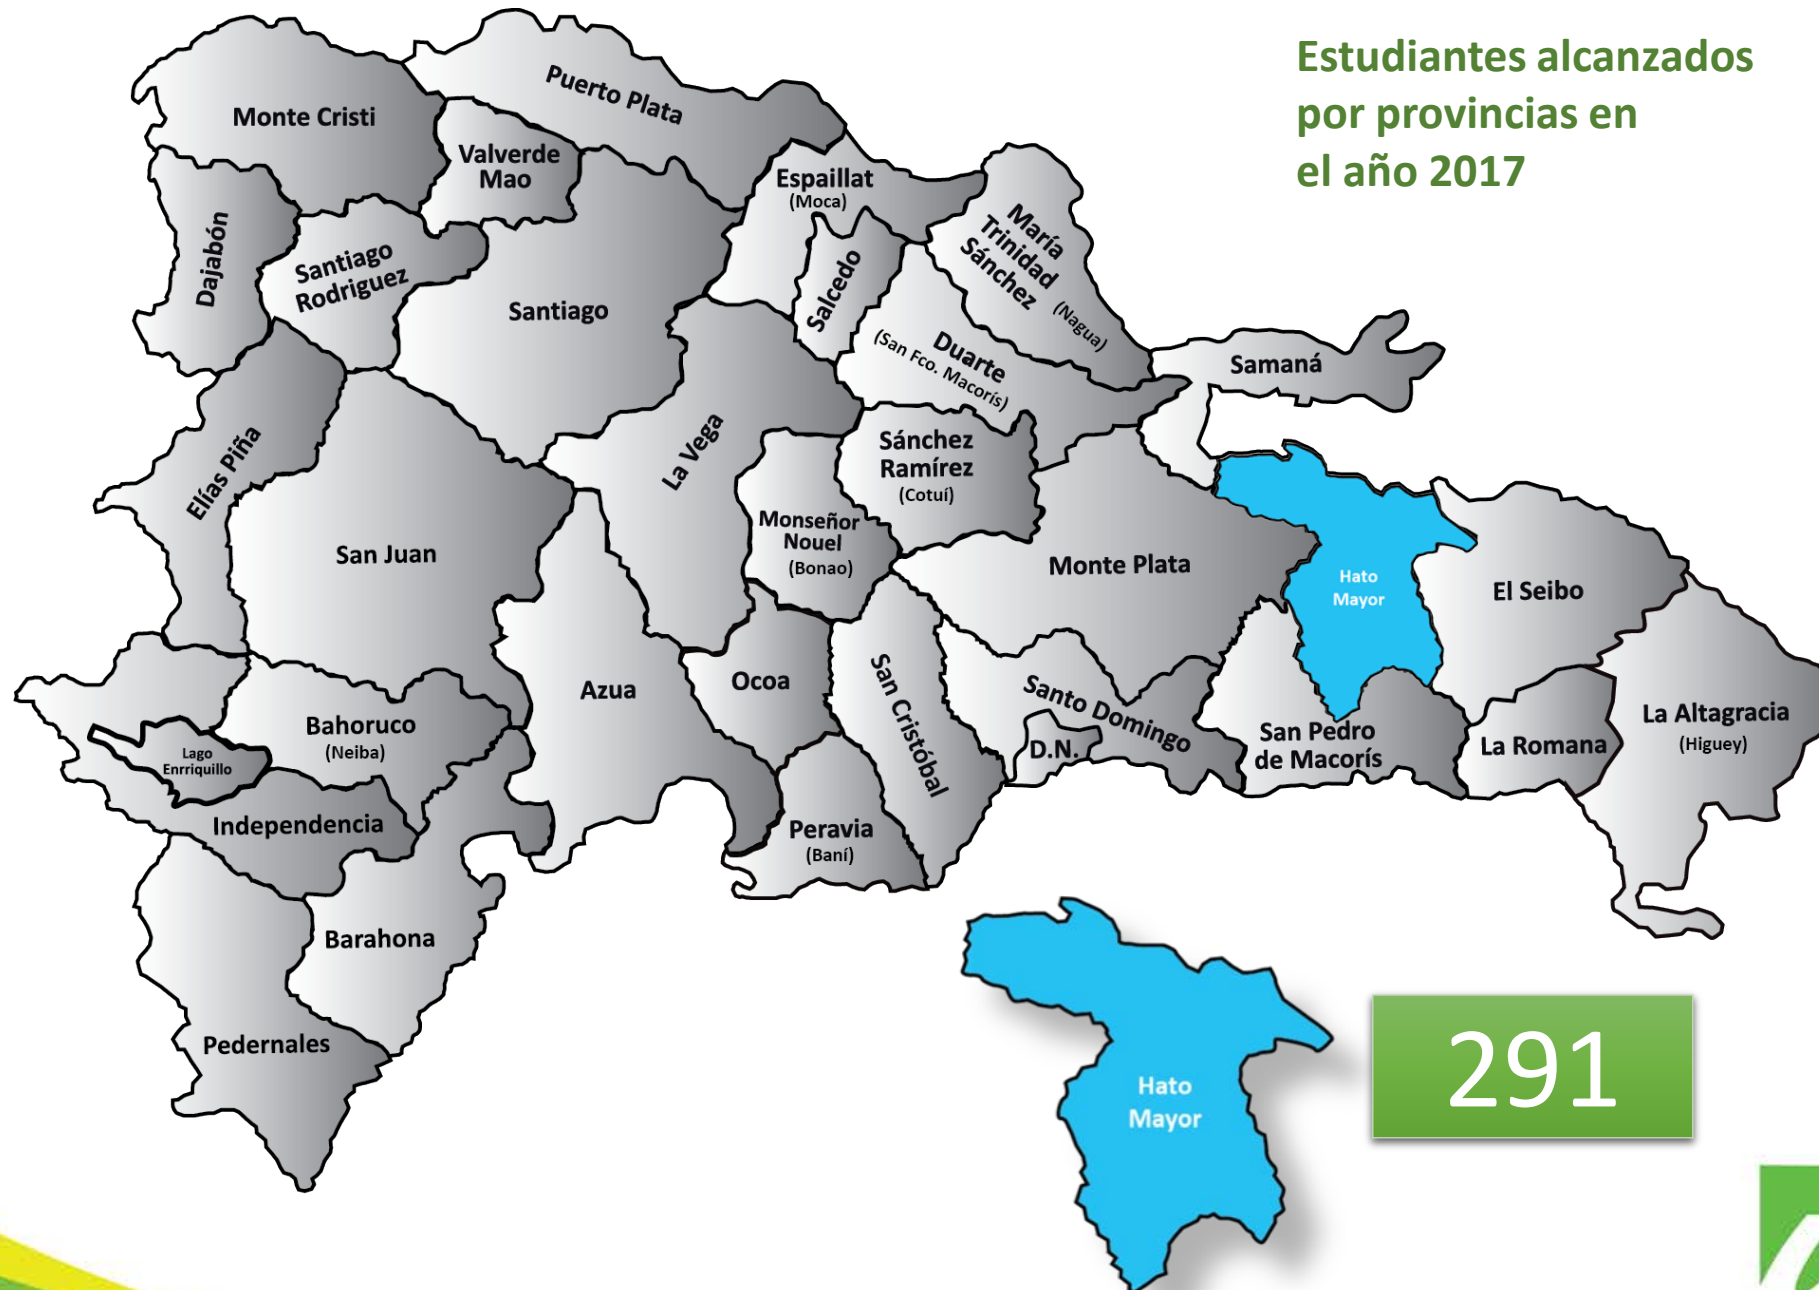 Estudiantes alcanzados
por provincias en
el año 2017
Monte Cristi
Puerto Plata
Valverde
Mao
Espaillat
(Moca)
María
Trinidad
Sánchez
(Nagua)
Dajabón
Santiago
Rodriguez
Santiago
Salcedo
Duarte
(San Fco. Macorís)
Samaná
Elías Piña
La Vega
Sánchez
Ramírez
(Cotuí)
San Juan
Monseñor
Nouel
(Bonao)
Monte Plata
Hato
Mayor
El Seibo
Azua
Ocoa
San Cristóbal
Santo Domingo
D.N.
San Pedro
de Macorís
La Romana
La Altagracia
(Higuey)
Bahoruco
(Neiba)
Lago
Enrriquillo
Independencia
Peravia
(Baní)
Barahona
Pedernales
Hato
Mayor
291